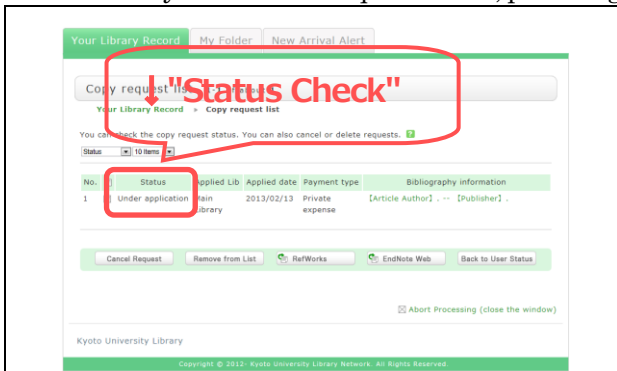 Your Library Record My Folder New Arrival Alert
Copy request list
↓"Status Check"
Your Library Record » Copy request list
You can check the copy request status. You can also cancel or delete requests. ?
Status 10 Items
No. Status Applied Lib Applied date Payment type Bibliography information
1 Under application Main Library 2013/02/13 Private expense 【Article Author】. -- 【Publisher】.
Cancel Request Remove from List RefWorks EndNote Web Back to User Status
Abort Processing (close the window)
Kyoto University Library
Copyright © 2012- Kyoto University Library Network. All Rights Reserved.